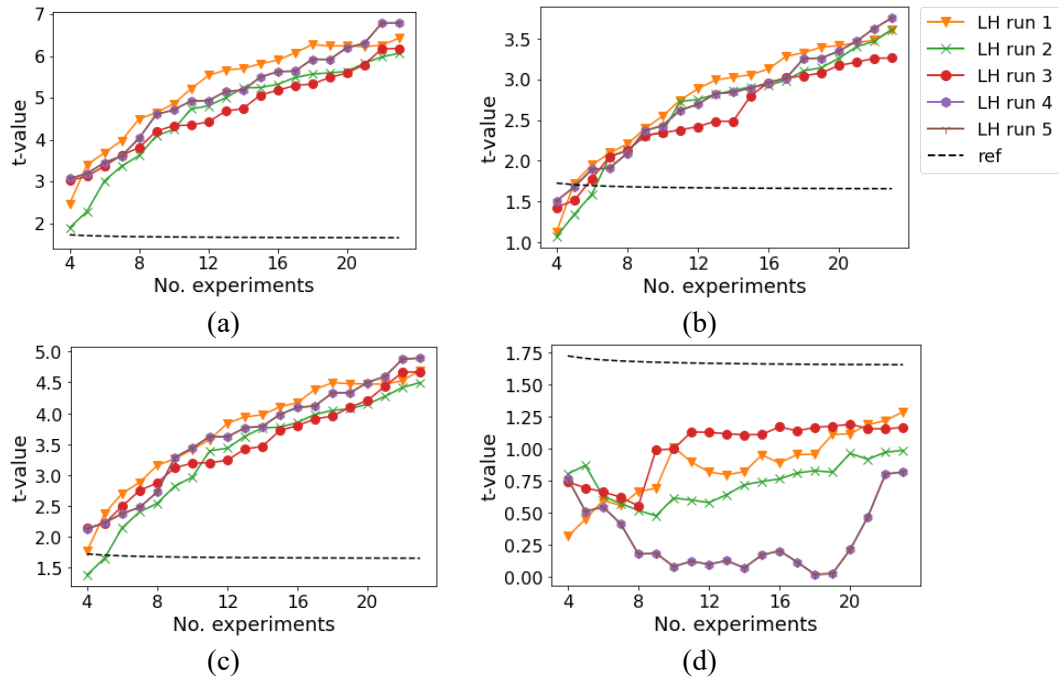 7
6
5
4
3
2
t-value
4 8 12 16 20
No. experiments
(a)
3.5
3.0
2.5
2.0
1.5
1.0
t-value
4 8 12 16 20
No. experiments
(b)
LH run 1
LH run 2
LH run 3
LH run 4
LH run 5
ref
5.0
4.5
4.0
3.5
3.0
2.5
2.0
1.5
t-value
4 8 12 16 20
No. experiments
(c)
1.75
1.50
1.25
1.00
0.75
0.50
0.25
0.00
t-value
4 8 12 16 20
No. experiments
(d)